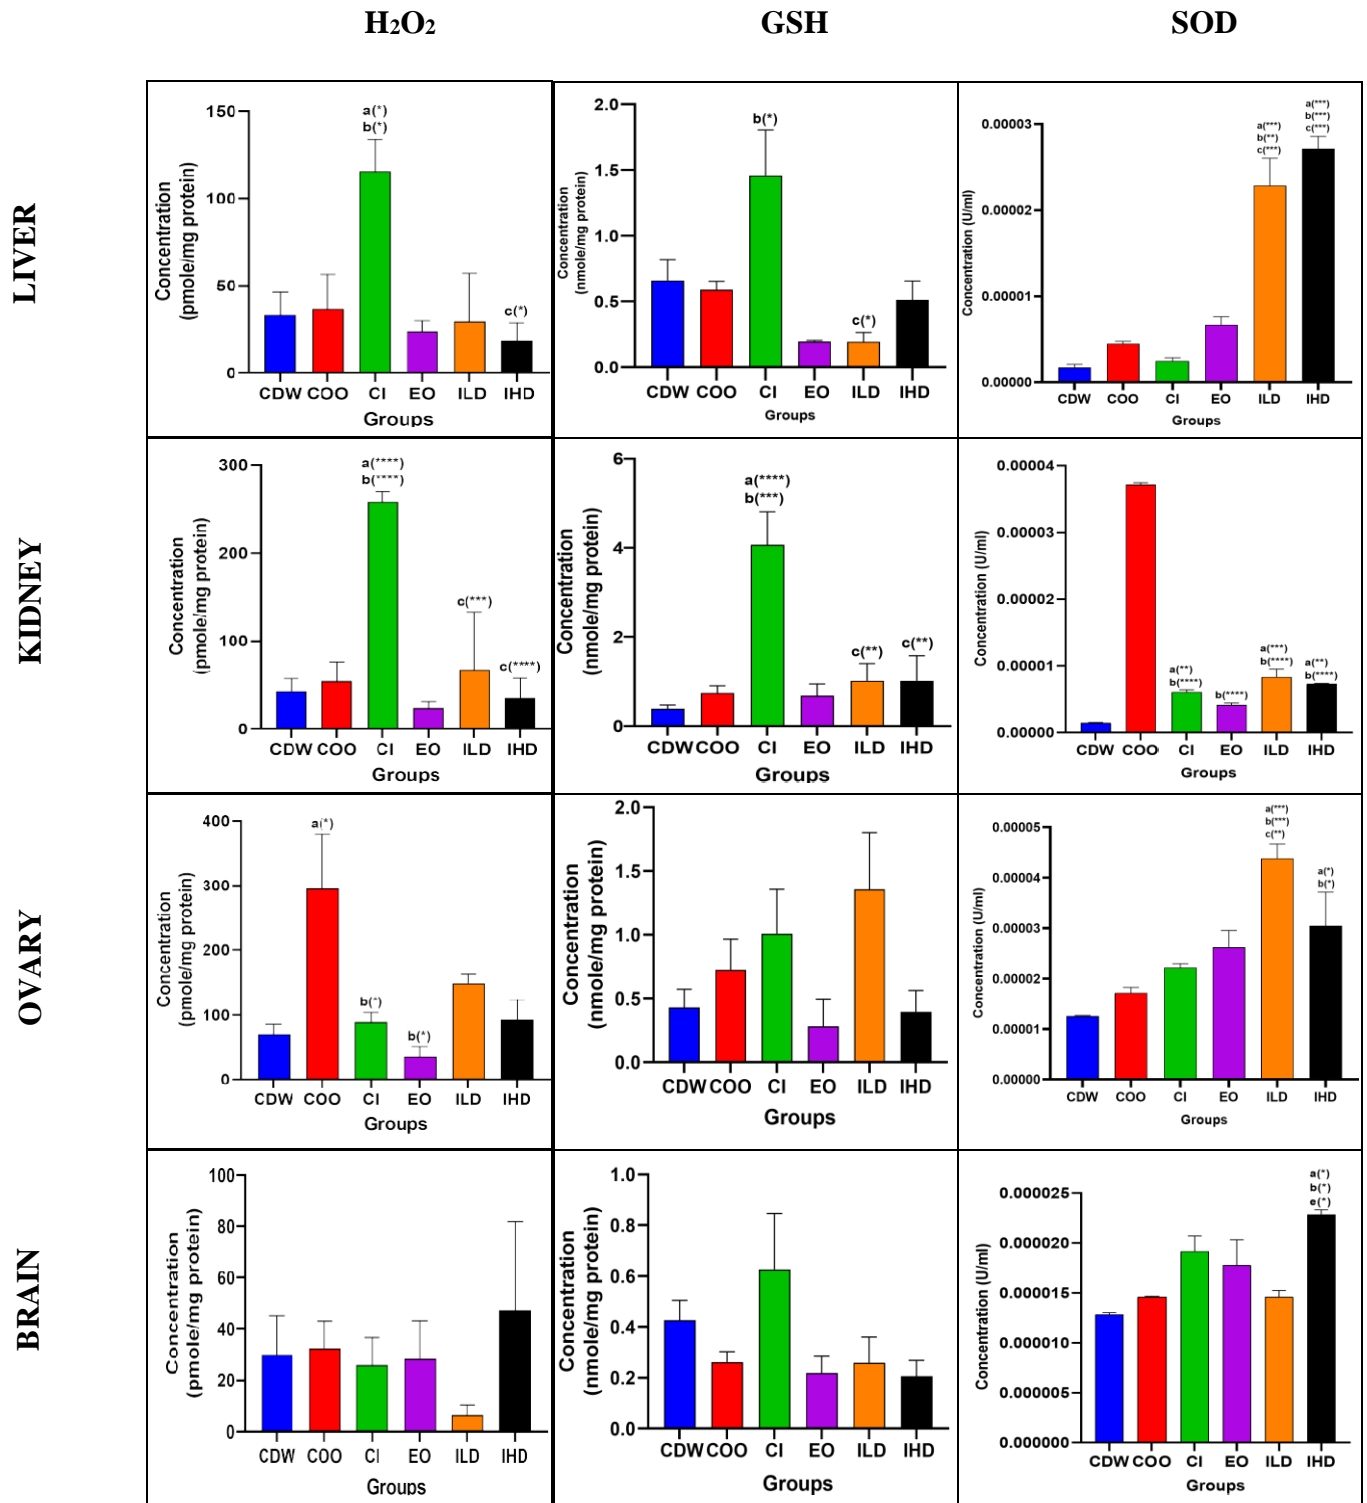 H₂O₂
GSH
SOD
LIVER
150
100
50
0
Concentration
(pmole/mg protein)
a(*)
b(*)
c(*)
CDW COO CI EO ILD IHD
Groups
2.0
1.5
1.0
0.5
0.0
Concentration
(nmole/mg protein)
b(*)
c(*)
CDW COO CI EO ILD IHD
Groups
0.00003
0.00002
0.00001
0.00000
Concentration (U/ml)
a(***)
b(**)
c(***)
a(***)
b(***)
c(***)
CDW COO CI EO ILD IHD
Groups
KIDNEY
300
200
100
0
Concentration
(pmole/mg protein)
a(****)
b(****)
c(***)
c(****)
CDW COO CI EO ILD IHD
Groups
6
4
2
0
Concentration
(nmole/mg protein)
a(****)
b(***)
c(**)
c(**)
CDW COO CI EO ILD IHD
Groups
0.00004
0.00003
0.00002
0.00001
0.00000
Concentration (U/ml)
a(**)
b(****)
b(****)
a(***)
b(****)
a(**)
b(****)
CDW COO CI EO ILD IHD
Groups
OVARY
400
300
200
100
0
Concentration
(pmole/mg protein)
a(*)
b(*)
b(*)
CDW COO CI EO ILD IHD
Groups
2.0
1.5
1.0
0.5
0.0
Concentration
(nmole/mg protein)
CDW COO CI EO ILD IHD
Groups
0.00005
0.00004
0.00003
0.00002
0.00001
0.00000
Concentration (U/ml)
a(***)
b(***)
c(**)
a(*)
b(*)
CDW COO CI EO ILD IHD
Groups
BRAIN
100
80
60
40
20
0
Concentration
(pmole/mg protein)
CDW COO CI EO ILD IHD
Groups
1.0
0.8
0.6
0.4
0.2
0.0
Concentration
(nmole/mg protein)
CDW COO CI EO ILD IHD
Groups
0.000025
0.000020
0.000015
0.000010
0.000005
0.000000
Concentration (U/ml)
a(*)
b(*)
e(*)
CDW COO CI EO ILD IHD
Groups